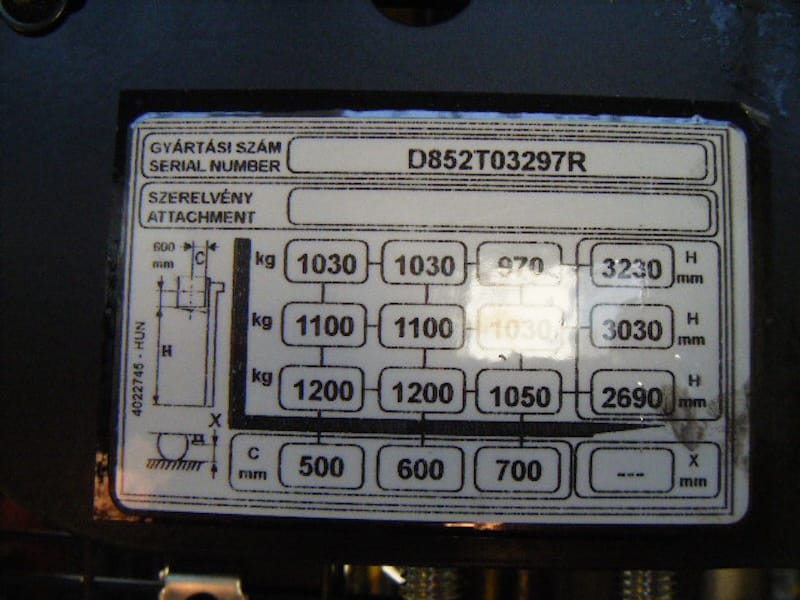 GYÁRTÁSI SZÁM
SERIAL NUMBER D852T03297R
SZERELVÉNY
ATTACHMENT
600 mm C
kg 1030 1030 970 3230 H mm
kg 1100 1100 1030 3030 H mm
H
kg 1200 1200 1050 2690 H mm
4022745 - HUN
X
C mm 500 600 700 --- X mm